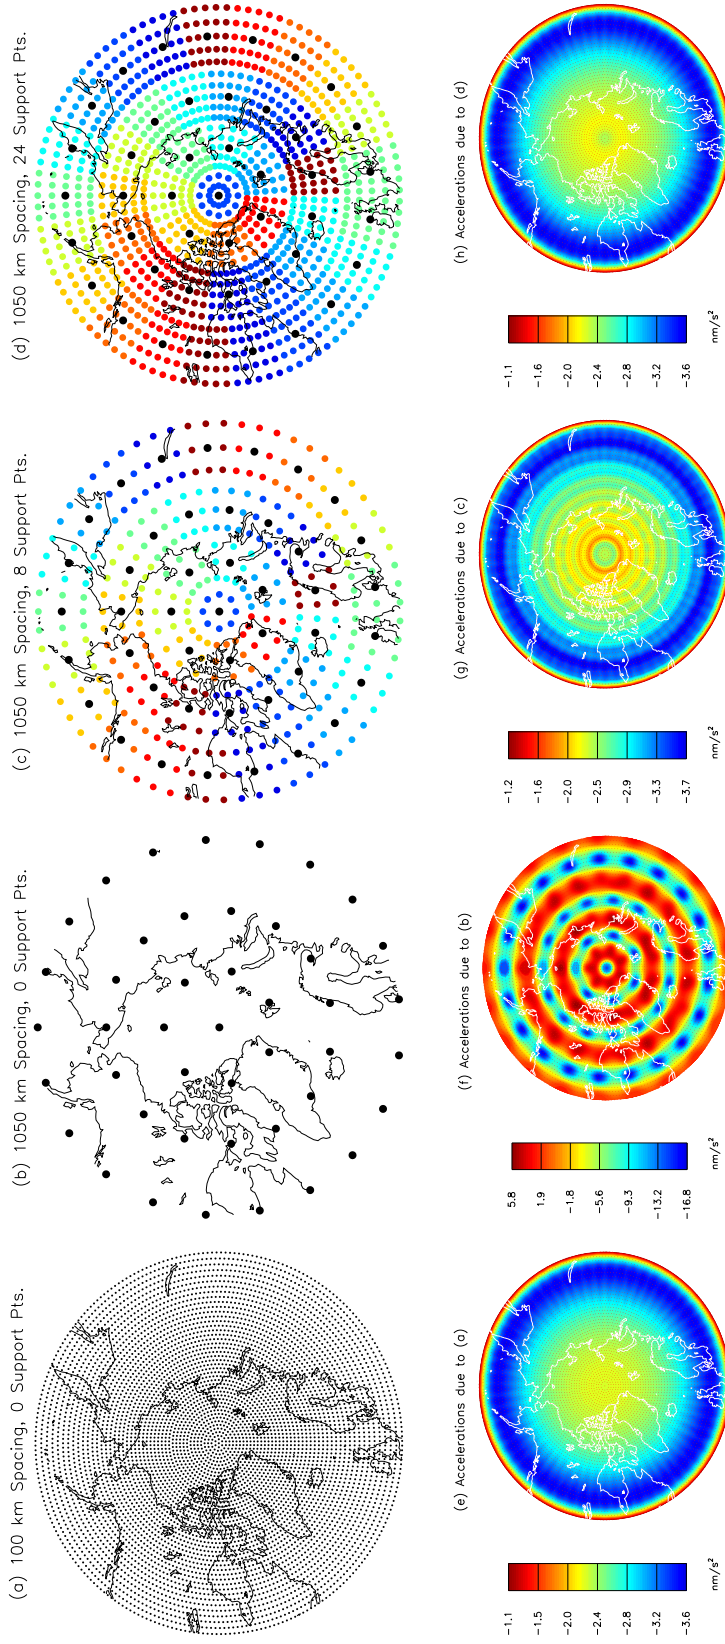 (a) 100 km Spacing, 0 Support Pts.
(b) 1050 km Spacing, 0 Support Pts.
(c) 1050 km Spacing, 8 Support Pts.
(d) 1050 km Spacing, 24 Support Pts.
(e) Accelerations due to (a)
-1.1
-1.5
-2.0
-2.4
-2.8
-3.2
-3.6
nm/s²
(f) Accelerations due to (b)
5.8
1.9
-1.8
-5.6
-9.3
-13.2
-16.8
nm/s²
(g) Accelerations due to (c)
-1.2
-1.6
-2.0
-2.5
-2.9
-3.3
-3.7
nm/s²
(h) Accelerations due to (d)
-1.1
-1.6
-2.0
-2.4
-2.8
-3.2
-3.6
nm/s²